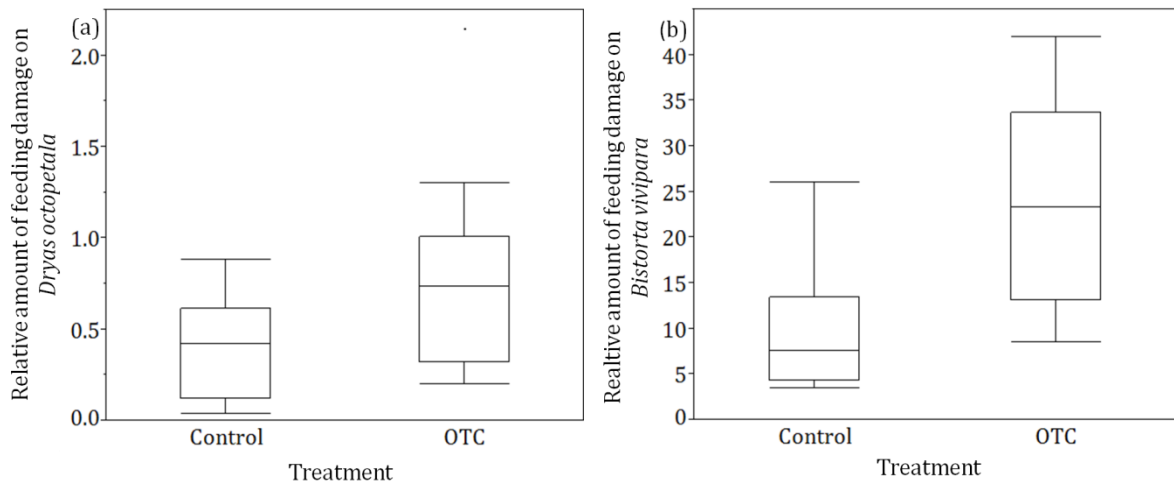 (a)
Relative amount of feeding damage on
Dryas octopetala
2.0
1.5
1.0
0.5
0.0
Control
OTC
Treatment
(b)
Realtive amount of feeding damage on
Bistorta vivipara
40
35
30
25
20
15
10
5
0
Control
OTC
Treatment